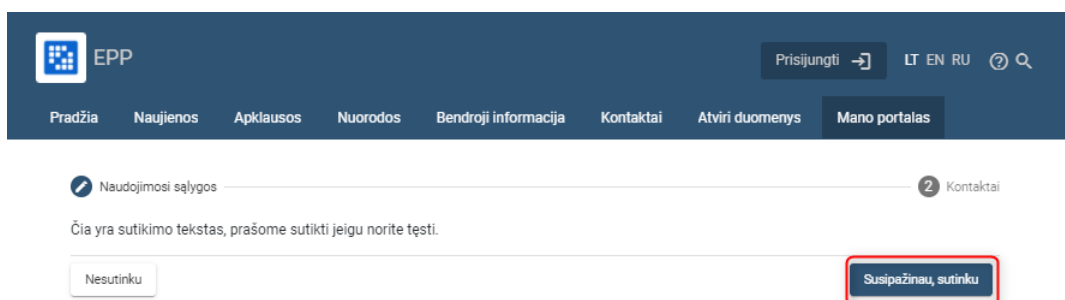 EPP
Prisijungti LT EN RU
Pradžia Naujienos Apklausos Nuorodos Bendroji informacija Kontaktai Atviri duomenys Mano portalas
Naudojimosi sąlygos 2 Kontaktai
Čia yra sutikimo tekstas, prašome sutikti jeigu norite tęsti.
Nesutinku Susipažinau, sutinku